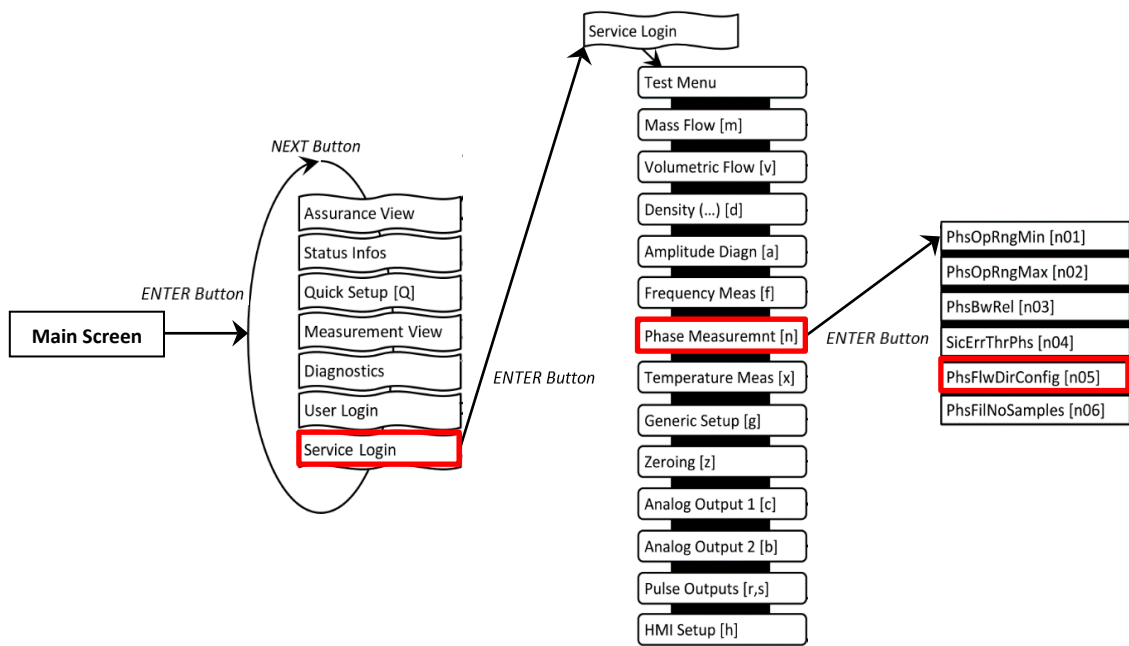 Main Screen
ENTER Button
NEXT Button
Assurance View
Status Infos
Quick Setup [Q]
Measurement View
Diagnostics
User Login
Service Login
ENTER Button
Service Login
Test Menu
Mass Flow [m]
Volumetric Flow [v]
Density (...) [d]
Amplitude Diagn [a]
Frequency Meas [f]
Phase Measuremnt [n]
Temperature Meas [x]
Generic Setup [g]
Zeroing [z]
Analog Output 1 [c]
Analog Output 2 [b]
Pulse Outputs [r,s]
HMI Setup [h]
ENTER Button
PhsOpRngMin [n01]
PhsOpRngMax [n02]
PhsBwRel [n03]
SicErrThrPhs [n04]
PhsFlwDirConfig [n05]
PhsFilNoSamples [n06]